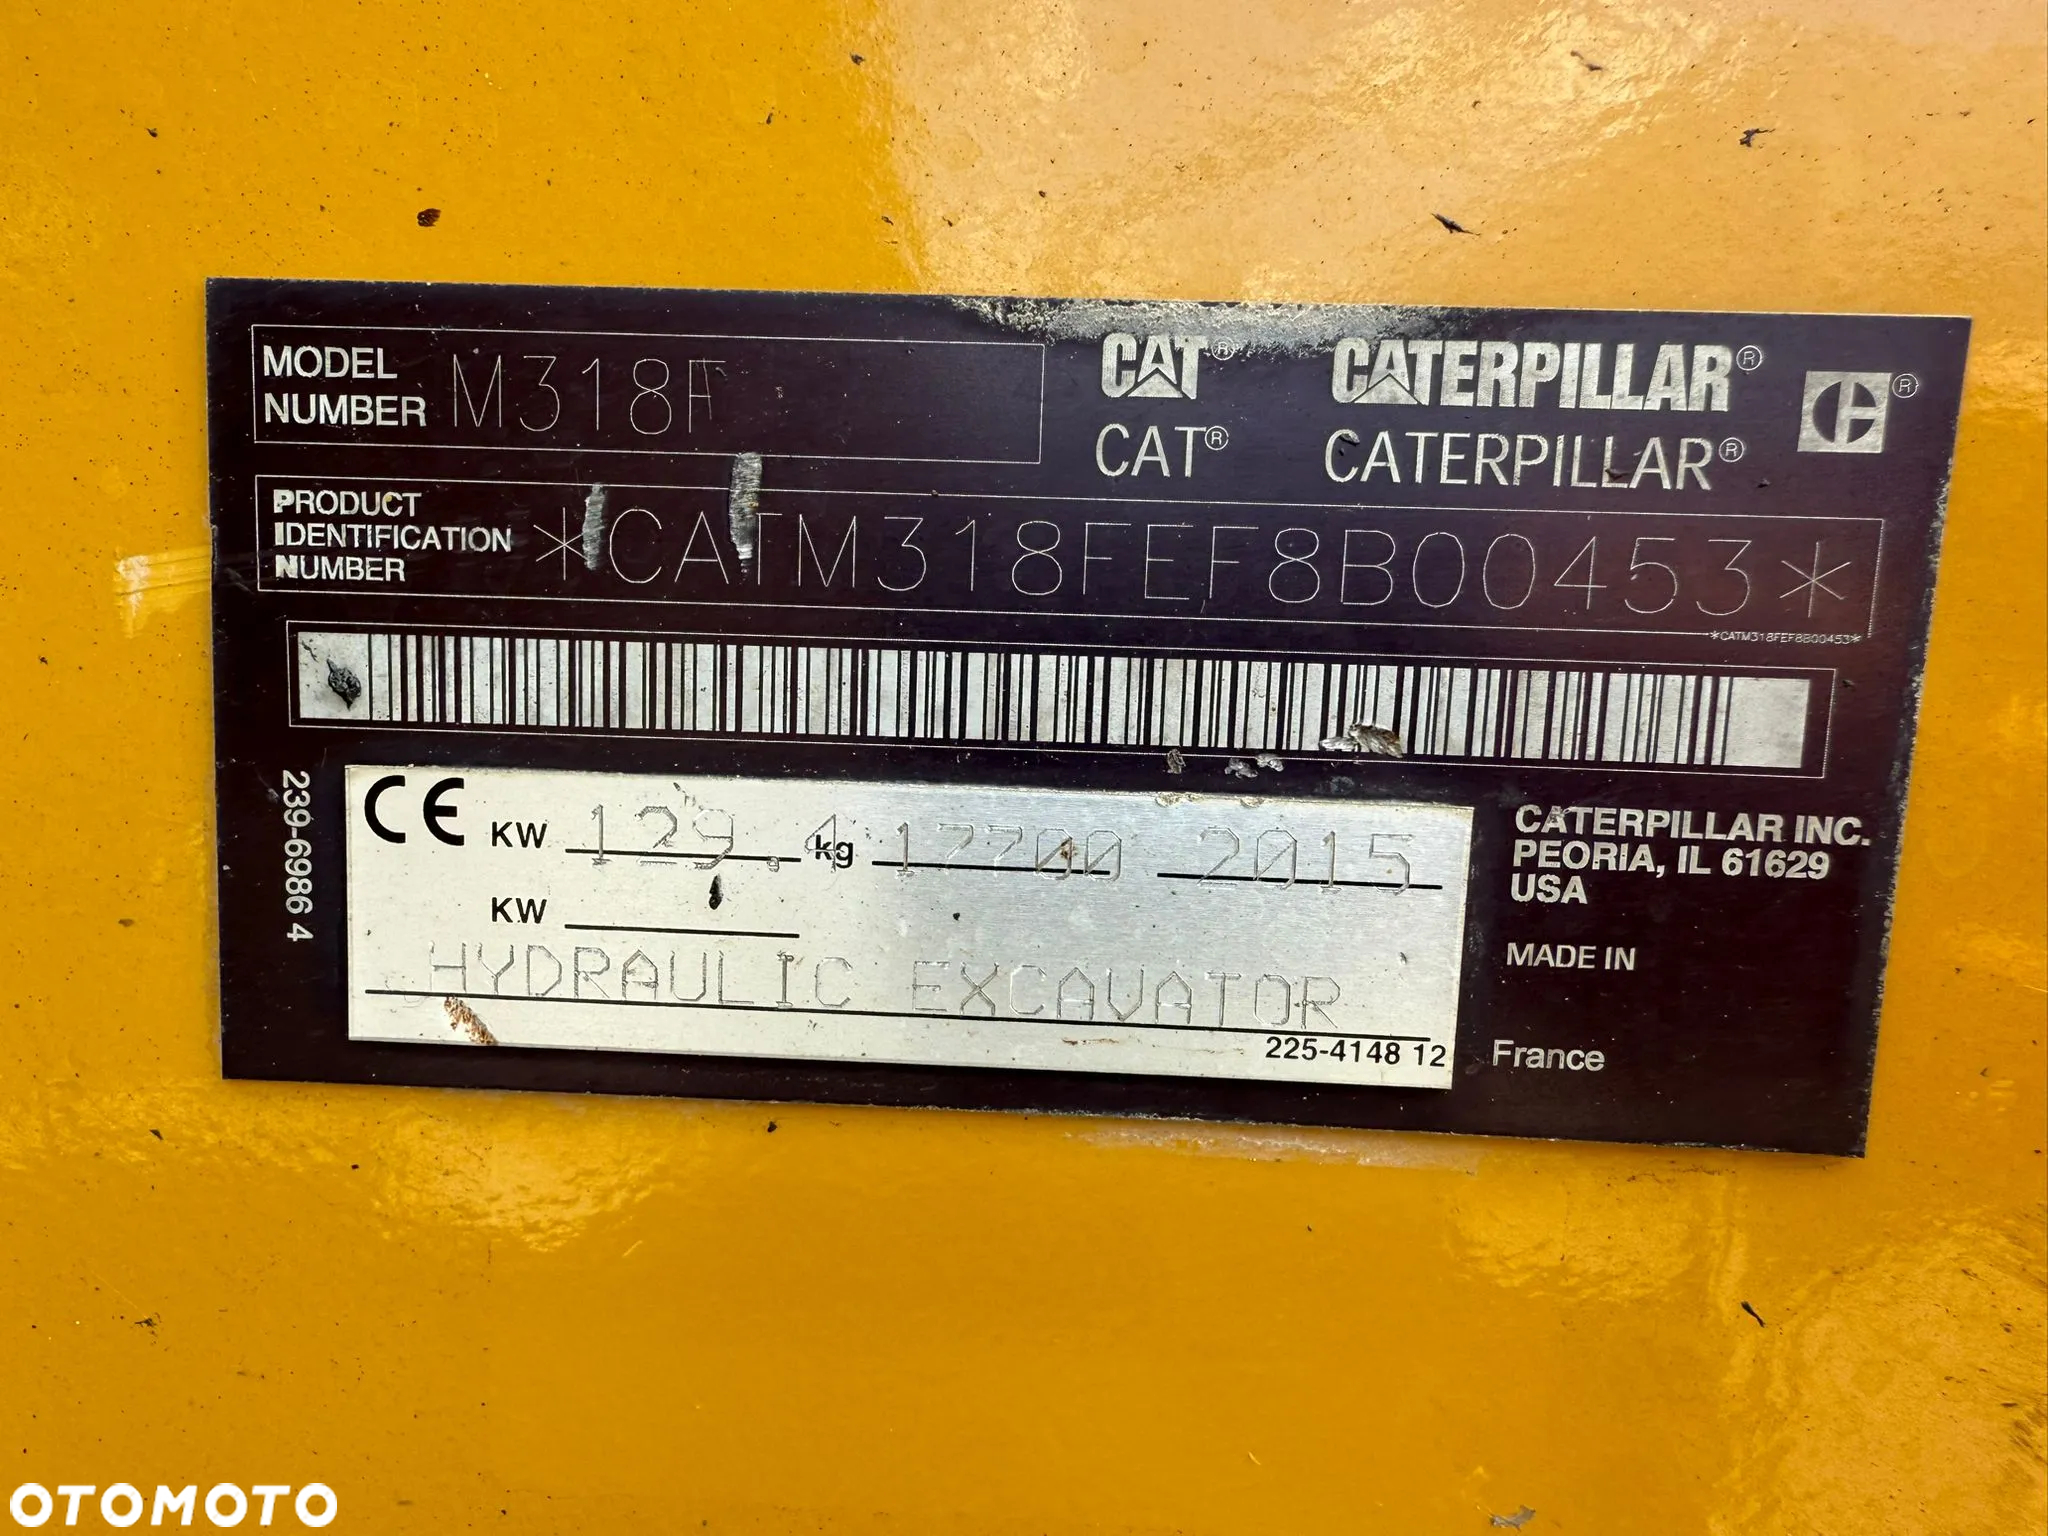 MODEL
NUMBER M318F
CAT® CATERPILLAR® ®
CAT® CATERPILLAR®
PRODUCT
IDENTIFICATION
NUMBER *CATM318FEF8B00453*
*CATM318FEF8B00453*
239-6986 4
CE KW 129.4 kg 17700 2015
KW
HYDRAULIC EXCAVATOR
225-4148 12
CATERPILLAR INC.
PEORIA, IL 61629
USA
MADE IN
France
OTOMOTO